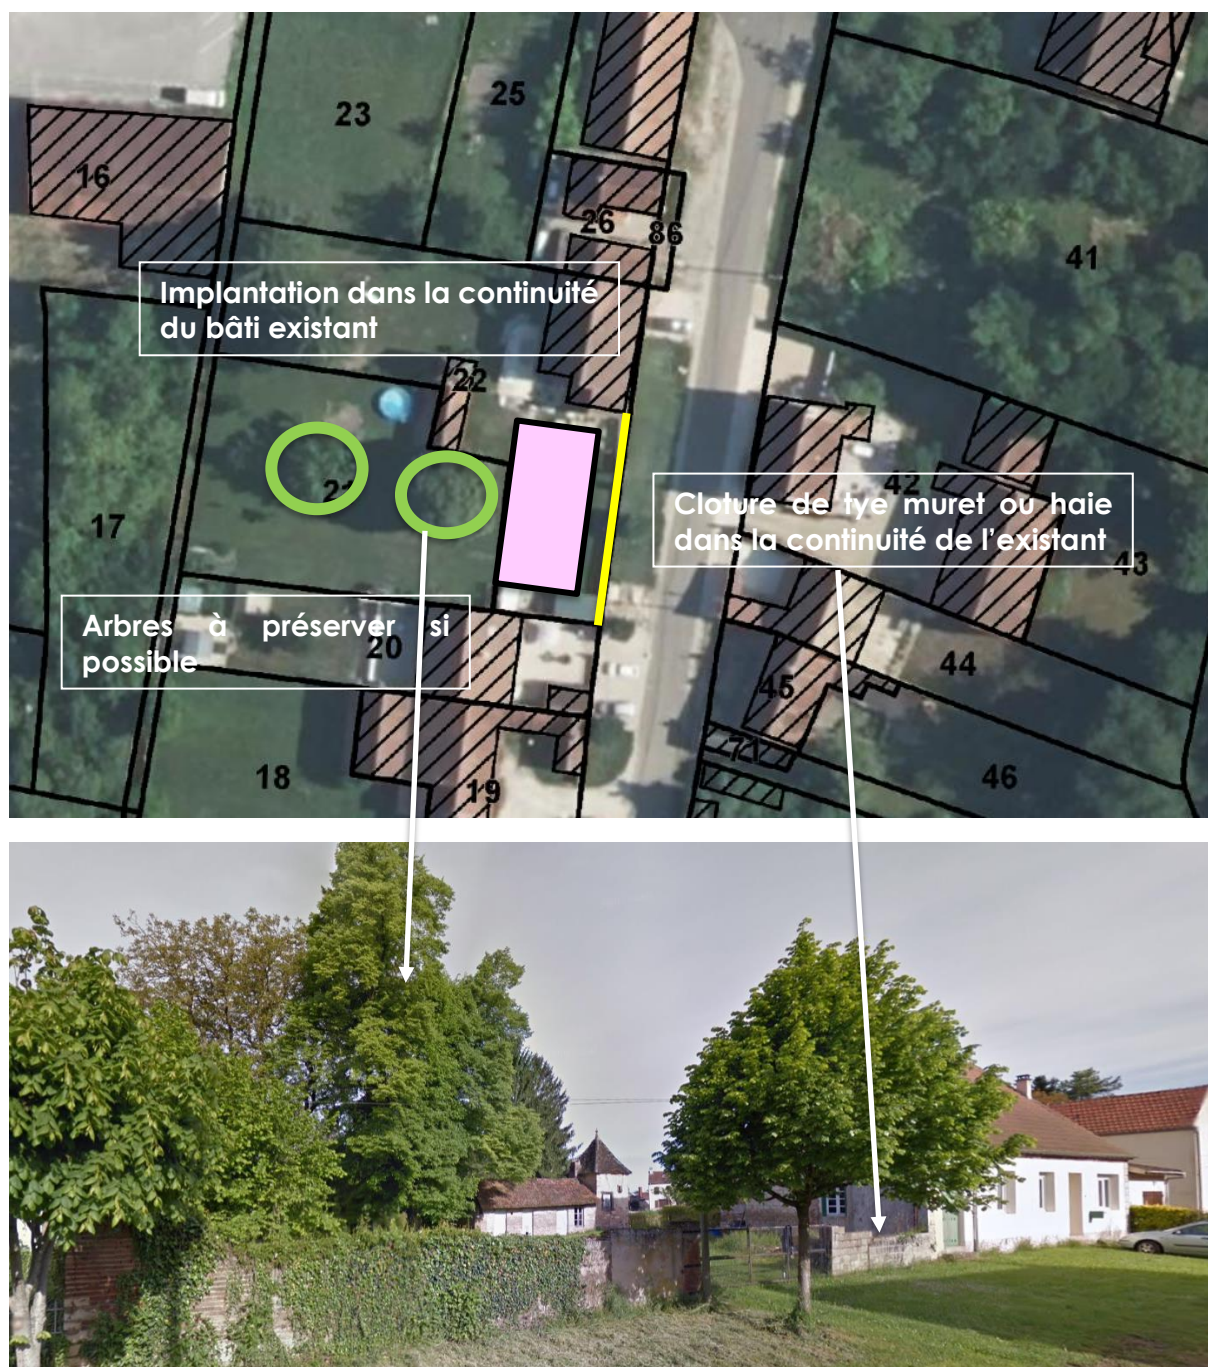 23
25
16
26
86
41
Implantation dans la continuité
du bâti existant
22
17
42
Cloture de tye muret ou haie
dans la continuité de l'existant
43
Arbres à préserver si
possible
20
44
45
71
46
18
19